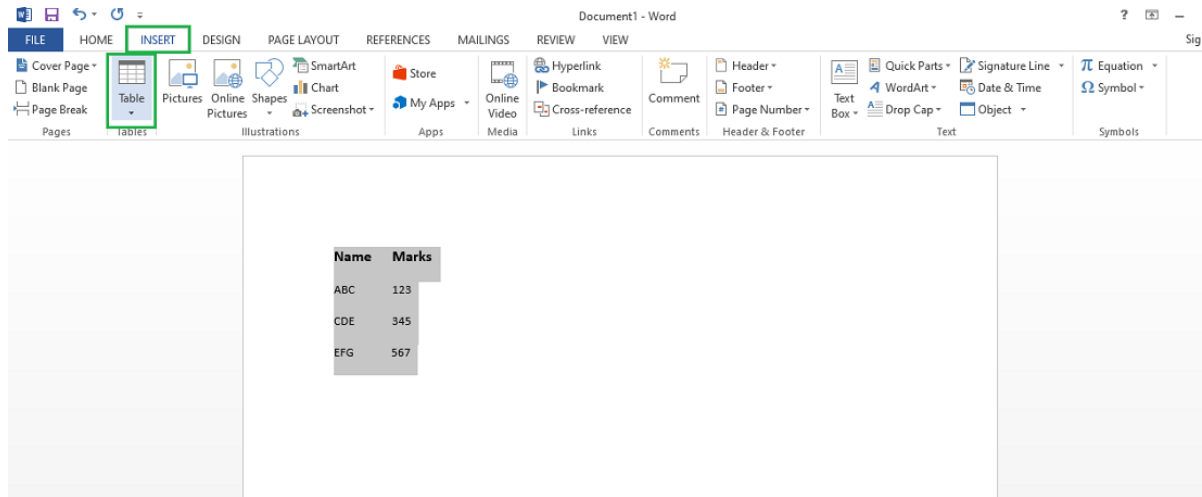 Document1 - Word
?
FILE HOME INSERT DESIGN PAGE LAYOUT REFERENCES MAILINGS REVIEW VIEW Sig
Cover Page
Blank Page
Page Break
Pages
Table
Tables
Pictures
Online
Pictures
Shapes
SmartArt
Chart
Screenshot
Illustrations
Store
My Apps
Apps
Online
Video
Media
Hyperlink
Bookmark
Cross-reference
Links
Comment
Comments
Header
Footer
Page Number
Header & Footer
Text
Box
Quick Parts
WordArt
Drop Cap
Signature Line
Date & Time
Object
Text
π Equation
Ω Symbol
Symbols
Name Marks
ABC 123
CDE 345
EFG 567